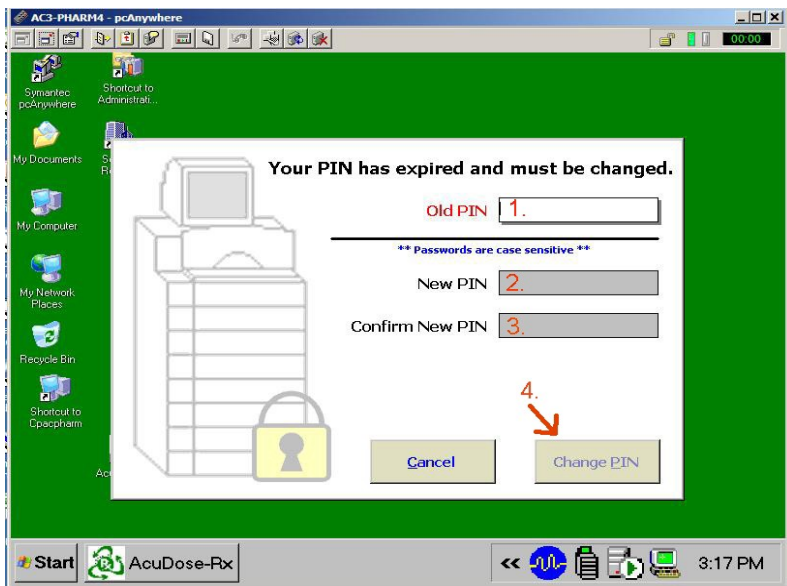 AC3-PHARM4 - pcAnywhere
00:00
Symantec
pcAnywhere
Shortcut to
Administrati...
My Documents
My Computer
My Network
Places
Recycle Bin
Shortcut to
Cpacpharm
Your PIN has expired and must be changed.
Old PIN 1.
** Passwords are case sensitive **
New PIN 2.
Confirm New PIN 3.
4.
Cancel
Change PIN
Start
AcuDose-Rx
<<
3:17 PM